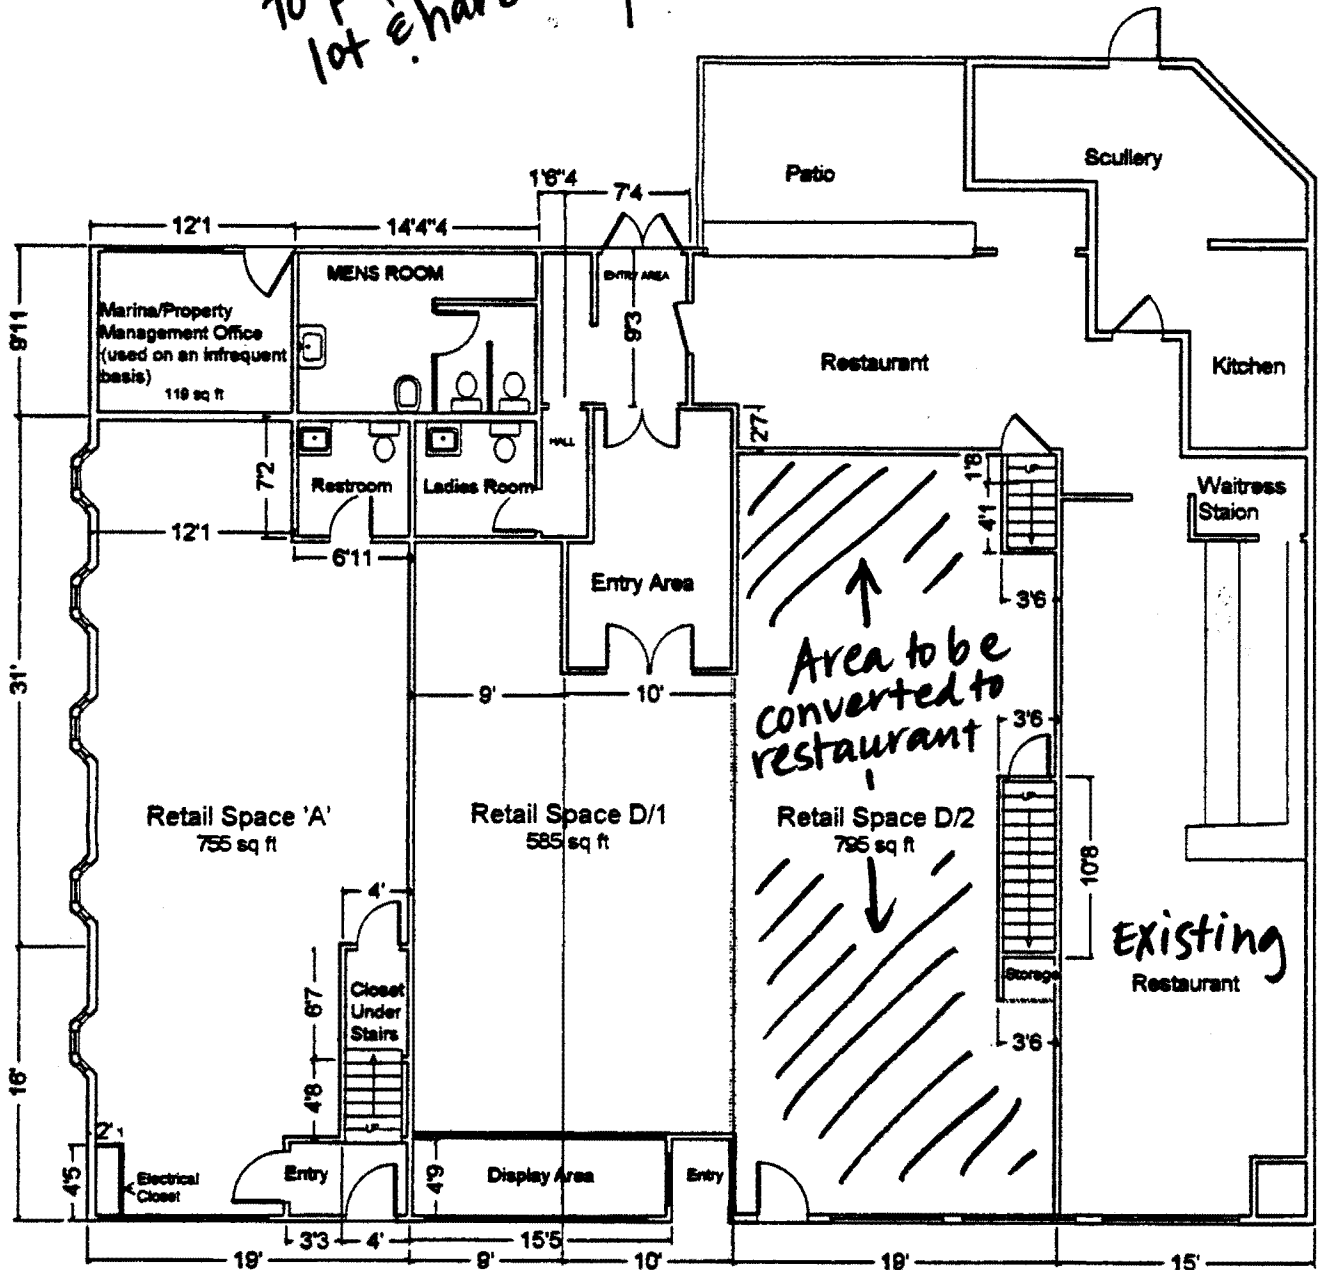 to p
lot & har
Patio
Scullery
1'6"4
7'4
12'1
14'4"4
MENS ROOM
ENTRY AREA
Marina/Property
Management Office
(used on an infrequent
basis)
119 sq ft
9'11
9'3
Restaurant
Kitchen
HALL
2'7
7'2
Restroom
Ladies Room
UP
1'8
4'1
Waitress
Staion
12'1
6'11
Entry Area
3'6
Area to be
converted to
restaurant
31'
9'
10'
3'6
Retail Space 'A'
755 sq ft
Retail Space D/1
585 sq ft
Retail Space D/2
795 sq ft
UP
10'8
4'
Existing
Restaurant
Storage
Closet
Under
Stairs
6'7
3'6
16'
4'8
UP
2'1
4'5
Electrical
Closet
Entry
4'9
Display Area
Entry
3'3
4'
15'5
19'
9'
10'
19'
15'